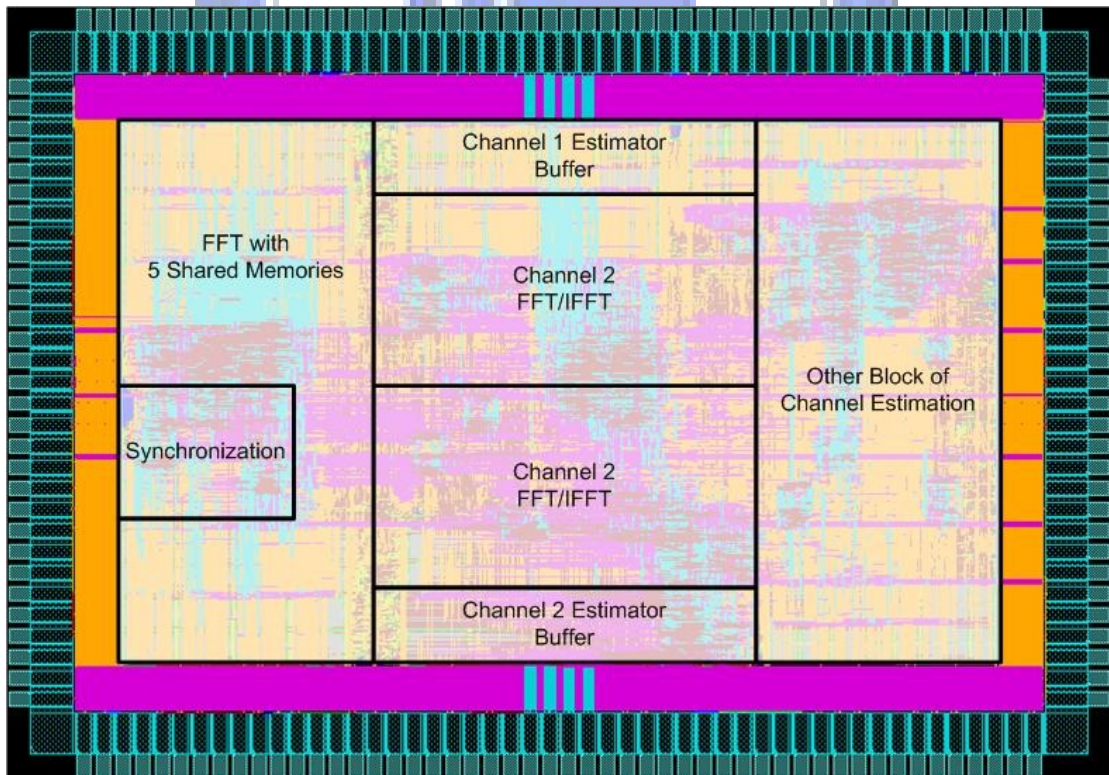 FFT with
5 Shared Memories
Synchronization
Channel 1 Estimator
Buffer
Channel 2
FFT/IFFT
Channel 2
FFT/IFFT
Channel 2 Estimator
Buffer
Other Block of
Channel Estimation